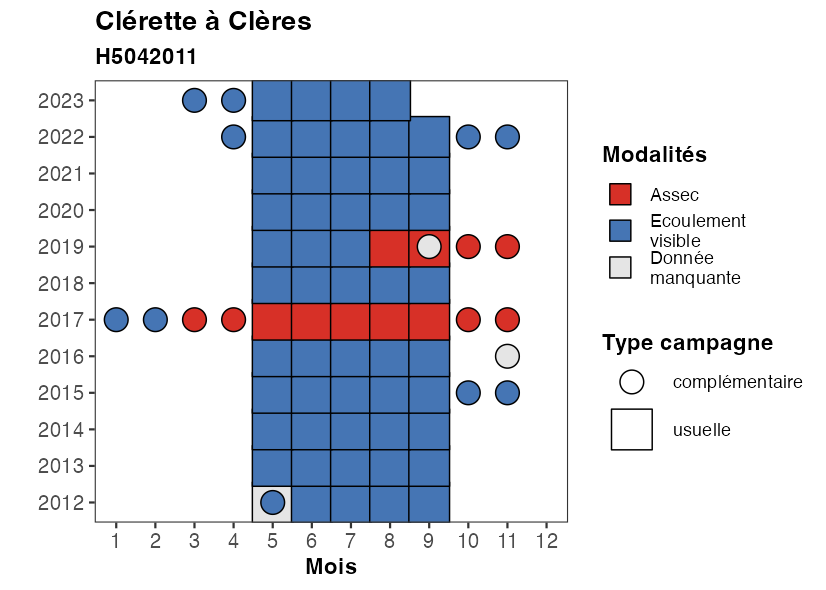 Clérette à Clères
H5042011
2023
2022
2021
2020
2019
2018
2017
2016
2015
2014
2013
2012
1 2 3 4 5 6 7 8 9 10 11 12
Mois
Modalités
Assec
Ecoulement
visible
Donnée
manquante
Type campagne
complémentaire
usuelle